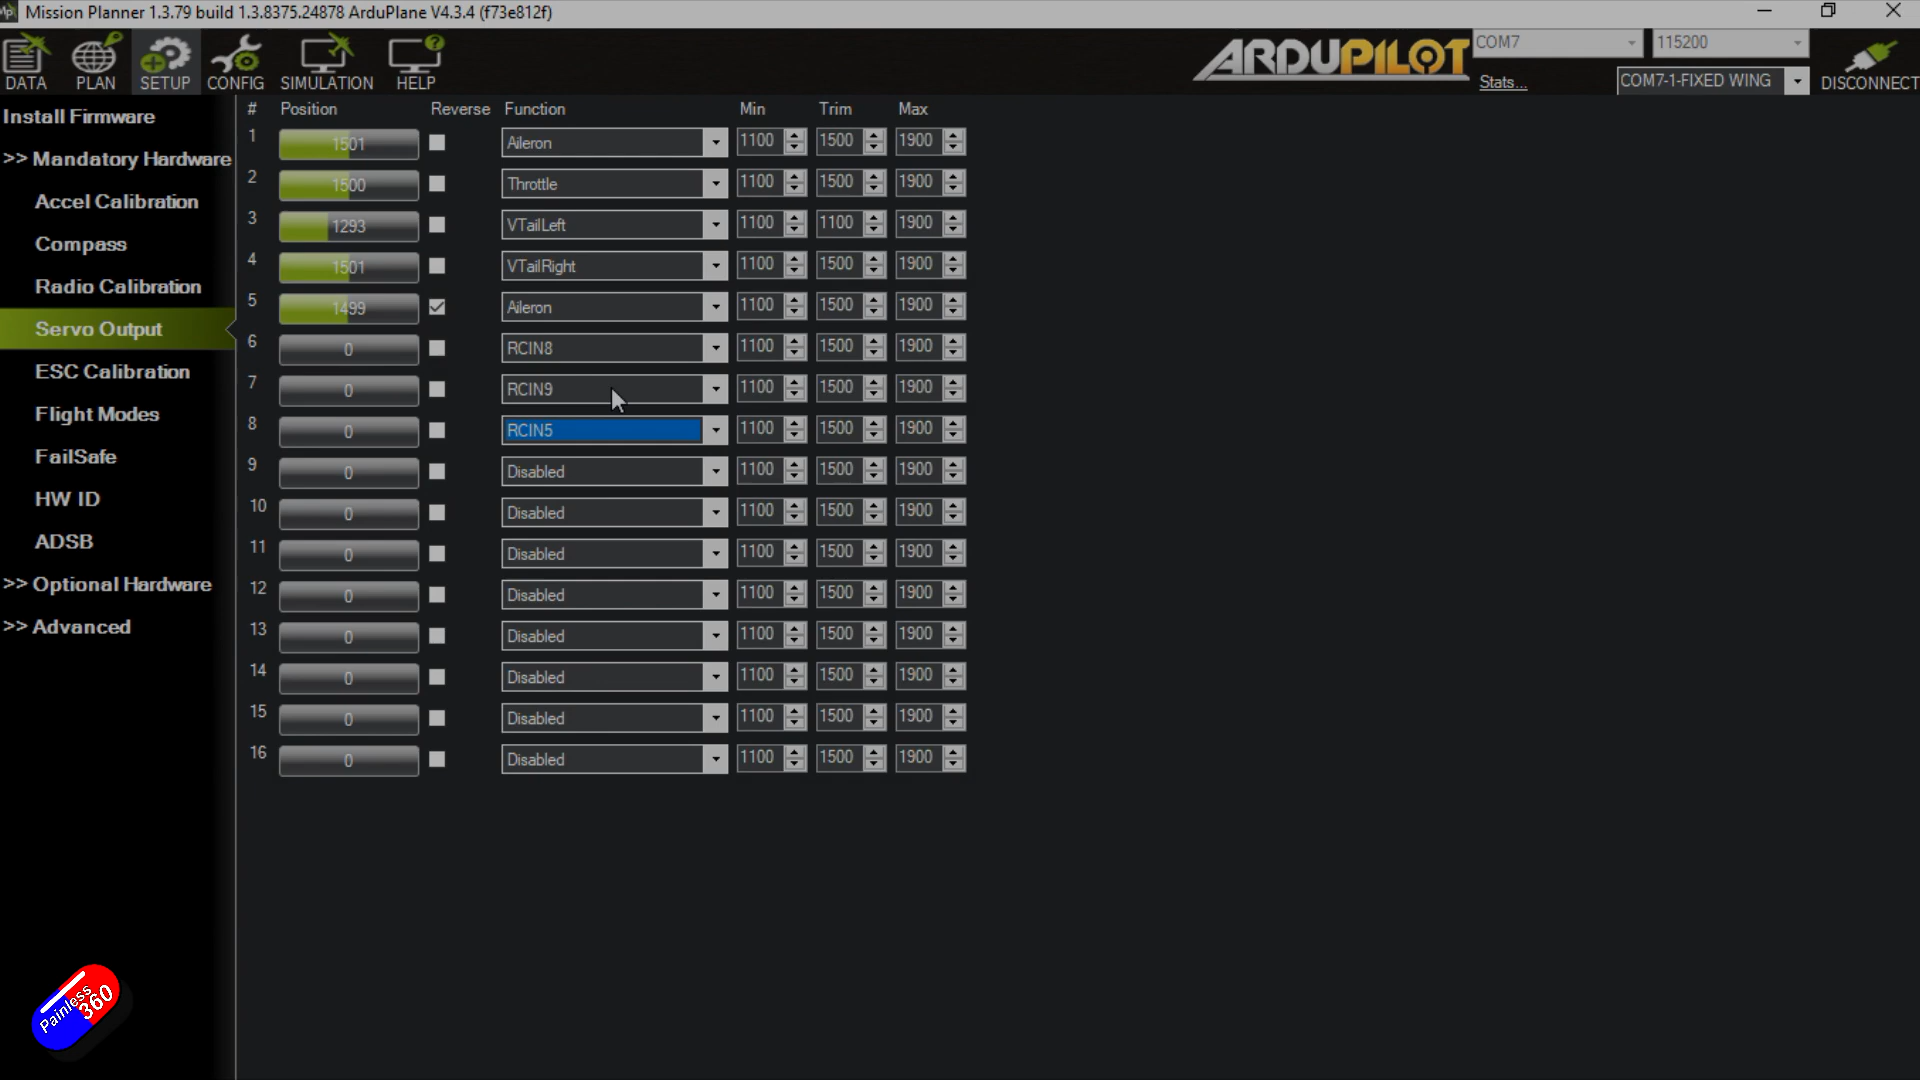 Mission Planner 1.3.79 build 1.3.8375.24878 ArduPlane V4.3.4 (f73e812f)
DATA PLAN SETUP CONFIG SIMULATION HELP
ARDUPILOT
COM7 115200
Stats... COM7-1-FIXED WING DISCONNECT
Install Firmware
>> Mandatory Hardware
Accel Calibration
Compass
Radio Calibration
Servo Output
ESC Calibration
Flight Modes
FailSafe
HW ID
ADSB
>> Optional Hardware
>> Advanced
# Position Reverse Function Min Trim Max
1 1501 Aileron 1100 1500 1900
2 1500 Throttle 1100 1500 1900
3 1293 VTailLeft 1100 1100 1900
4 1501 VTailRight 1100 1500 1900
5 1499 Aileron 1100 1500 1900
6 0 RCIN8 1100 1500 1900
7 0 RCIN9 1100 1500 1900
8 0 RCIN5 1100 1500 1900
9 0 Disabled 1100 1500 1900
10 0 Disabled 1100 1500 1900
11 0 Disabled 1100 1500 1900
12 0 Disabled 1100 1500 1900
13 0 Disabled 1100 1500 1900
14 0 Disabled 1100 1500 1900
15 0 Disabled 1100 1500 1900
16 0 Disabled 1100 1500 1900
Painless
360